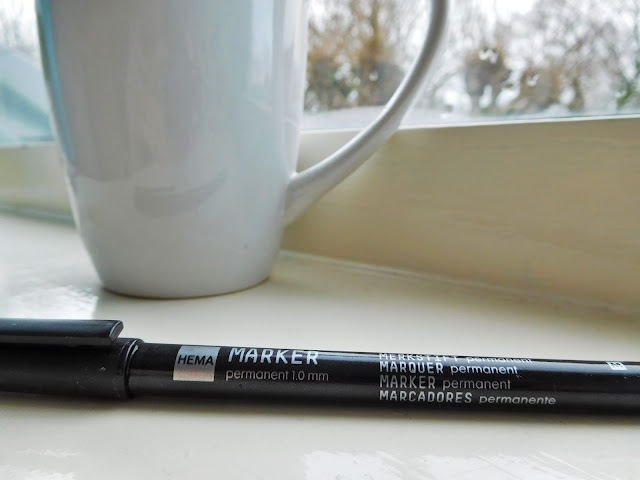 HEMA
MARKER
permanent 1.0 mm
MERKSTIFT permanent
MARQUER permanent
MARKER permanent
MARCADORES permanente